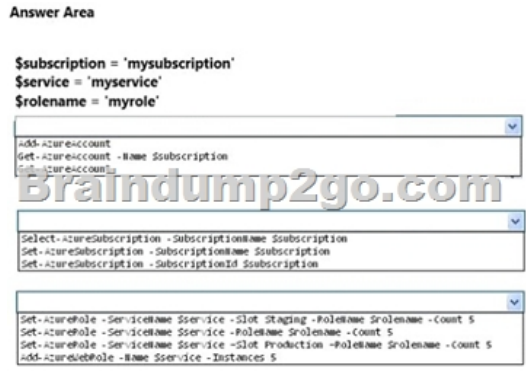 Answer Area
$subscription = 'mysubscription'
$service = 'myservice'
$rolename = 'myrole'
Add-AzureAccount
Get-AzureAccount -Name $subscription
Get-AzureAccount
Braindump2go.com
Select-AzureSubscription -SubscriptionName $subscription
Set-AzureSubscription -SubscriptionName $subscription
Set-AzureSubscription -SubscriptionId $subscription
Set-AzureRole -ServiceName $service -Slot Staging -RoleName $rolename -Count 5
Set-AzureRole -ServiceName $service -RoleName $rolename -Count 5
Set-AzureRole -ServiceName $service -Slot Production -RoleName $rolename -Count 5
Add-AzureWebRole -Name $service -Instances 5